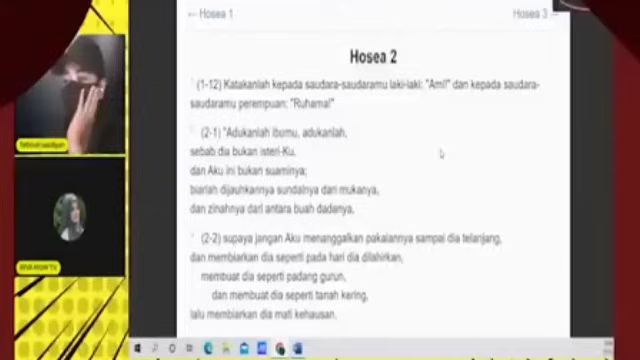 ← Hosea 1
Hosea 3
Hosea 2
(1-12) Katakanlah kepada saudara-saudaramu laki-laki: "Ami!" dan kepada saudara-
saudaramu perempuan: "Ruhama!"
(2-1) "Adukanlah ibumu, adukanlah,
sebab dia bukan isteri-Ku,
dan Aku ini bukan suaminya;
biarlah dijauhkannya sundalnya dari mukanya,
dan zinahnya dari antara buah dadanya,
(2-2) supaya jangan Aku menanggalkan pakaiannya sampai dia telanjang,
dan membiarkan dia seperti pada hari dia dilahirkan,
membuat dia seperti padang gurun,
dan membuat dia seperti tanah kering,
lalu membiarkan dia mati kehausan.